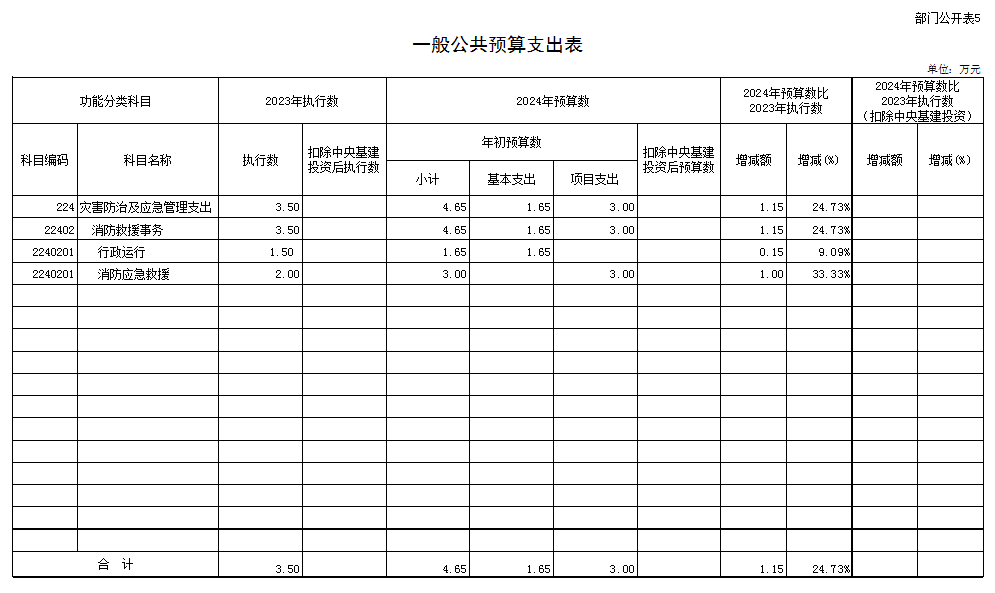 部门公开表5
一般公共预算支出表
单位：万元
功能分类科目 2023年执行数 2024年预算数 2024年预算数比 2023年执行数 2024年预算数比 2023年执行数 （扣除中央基建投资）
科目编码 科目名称 执行数 扣除中央基建 投资后执行数 年初预算数 扣除中央基建 投资后预算数 增减额 增减(%) 增减额 增减(%)
小计 基本支出 项目支出
224 灾害防治及应急管理支出 3.50 4.65 1.65 3.00 1.15 24.73%
22402 消防救援事务 3.50 4.65 1.65 3.00 1.15 24.73%
2240201 行政运行 1.50 1.65 1.65 0.15 9.09%
2240201 消防应急救援 2.00 3.00 3.00 1.00 33.33%
合 计 3.50 4.65 1.65 3.00 1.15 24.73%